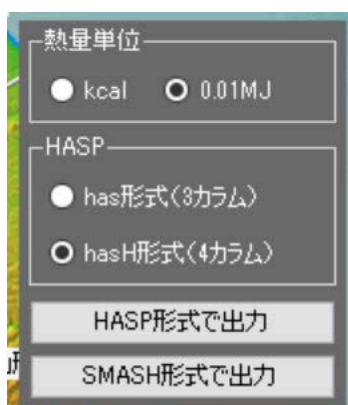 熱量単位
kcal 0.01MJ
HASP
has形式(3カラム)
hasH形式(4カラム)
HASP形式で出力
SMASH形式で出力